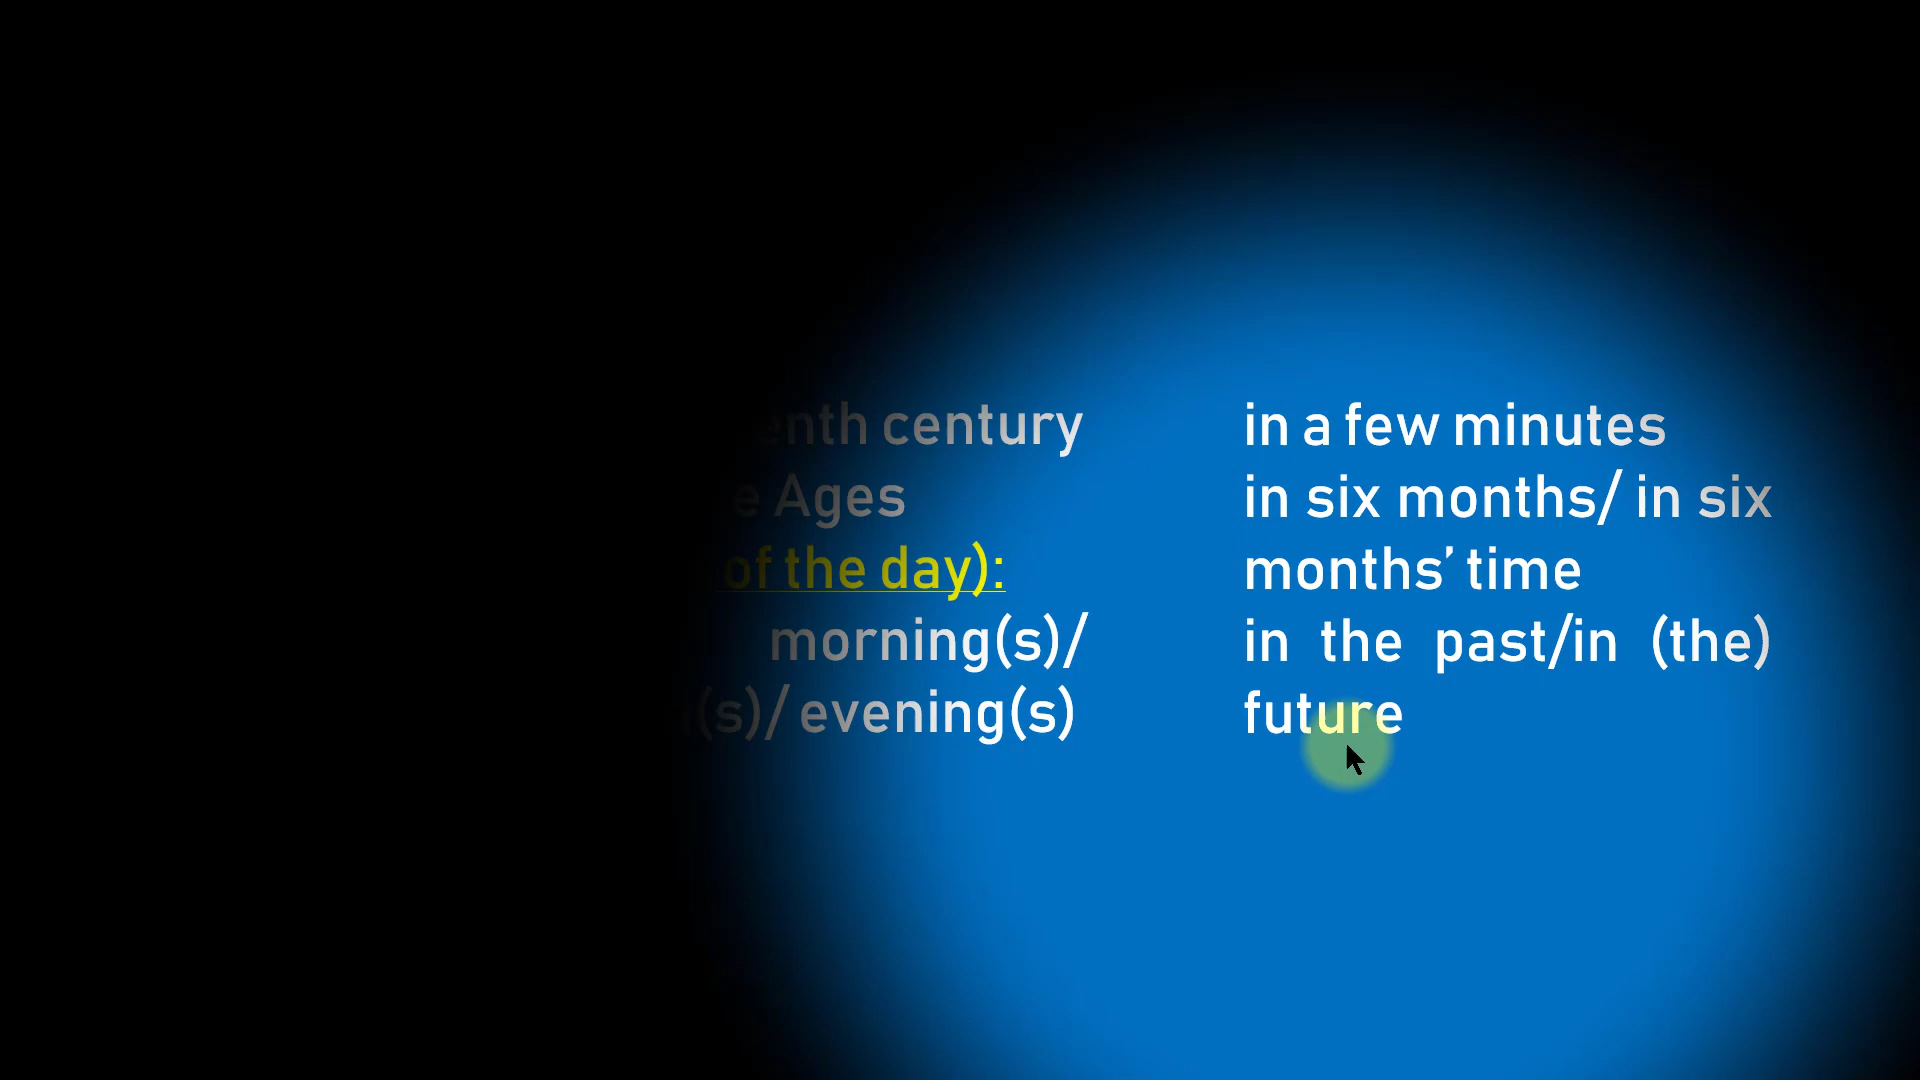 century
Ages
of the day):
morning(s)/
evening(s)
in a few minutes
in six months/ in six
months’ time
in the past/in (the)
future